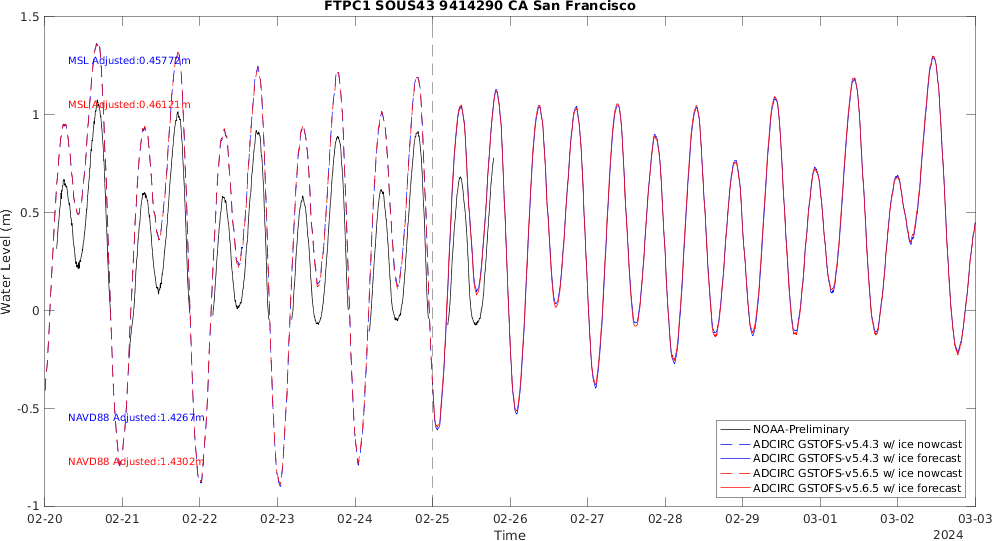 FTPC1 SOUS43 9414290 CA San Francisco
1.5
1
0.5
0
-0.5
-1
Water Level (m)
MSL Adjusted:0.45772m
MSL Adjusted:0.46121m
NAVD88 Adjusted:1.4267m
NAVD88 Adjusted:1.4302m
NOAA-Preliminary
ADCIRC GSTOFS-v5.4.3 w/ ice nowcast
ADCIRC GSTOFS-v5.4.3 w/ ice forecast
ADCIRC GSTOFS-v5.6.5 w/ ice nowcast
ADCIRC GSTOFS-v5.6.5 w/ ice forecast
02-20 02-21 02-22 02-23 02-24 02-25 02-26 02-27 02-28 02-29 03-01 03-02 03-03
Time
2024